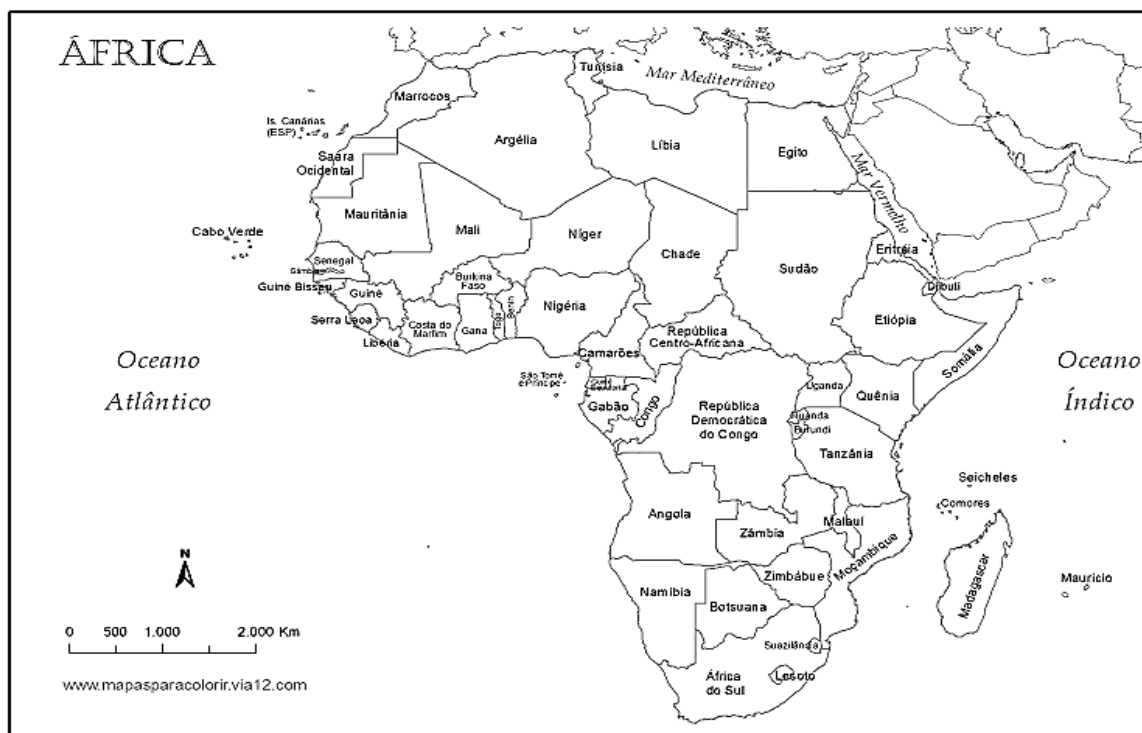 ÁFRICA
Tunísia
Mar Mediterrâneo
Marrocos
Is. Canárias
(ESP)
Argélia
Líbia
Egito
Saara
Ocidental
Mar Vermelho
Mauritânia
Mali
Níger
Chade
Sudão
Eritréia
Cabo Verde
Senegal
Gâmbia
Guiné Bisseu
Guiné
Burkina
Faso
Nigéria
Djibuti
Etiópia
Serra Leoa
Libéria
Costa do
Marfim
Gana
Togo
Benin
República
Centro-Africana
Camarões
Somália
Oceano
Atlântico
Oceano
Índico
São Tomé
e Príncipe
Guiné
Equatorial
Gabão
Congo
República
Democrática
do Congo
Uganda
Quênia
Ruanda
Burundi
Tanzânia
Seicheles
Comores
Angola
Zâmbia
Malauí
Moçambique
Madagascar
Mauricio
Namíbia
Zimbábue
Botsuana
Suazilândia
África
do Sul
Lesoto
N
0 500 1.000 2.000 Km
www.mapasparacolorir.via12.com